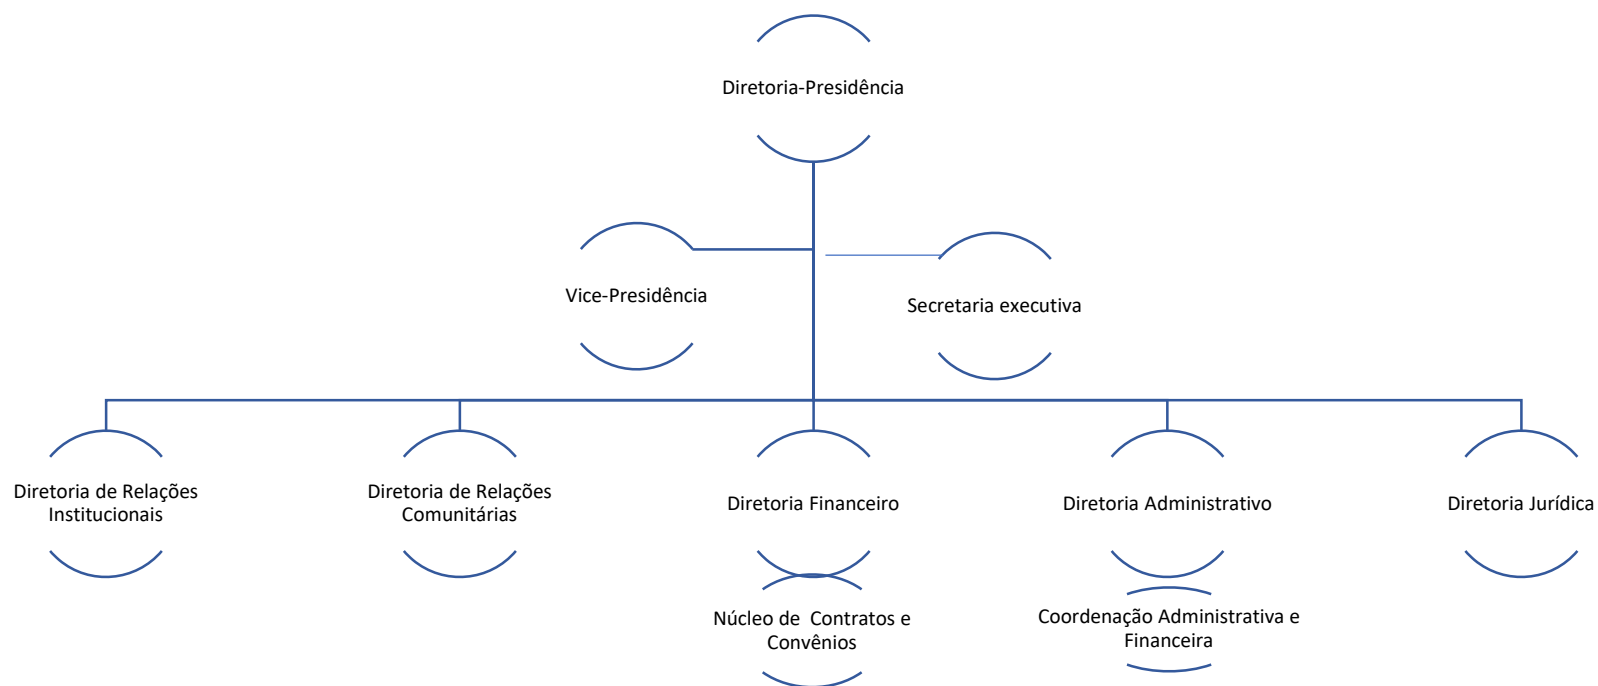 Diretoria-Presidência
Vice-Presidência
Secretaria executiva
Diretoria de Relações
Institucionais
Diretoria de Relações
Comunitárias
Diretoria Financeiro
Diretoria Administrativo
Diretoria Jurídica
Núcleo de  Contratos e
Convênios
Coordenação Administrativa e
Financeira